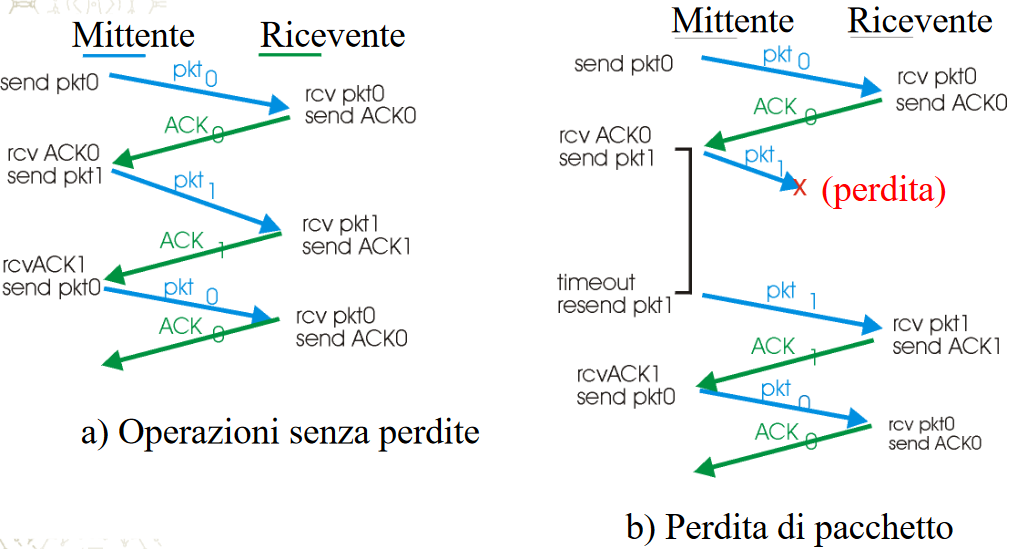 Mittente Ricevente
send pkt0
pkt 0
rcv pkt0
send ACK0
ACK 0
rcv ACK0
send pkt1
pkt 1
rcv pkt1
send ACK1
ACK 1
rcvACK1
send pkt0
pkt 0
rcv pkt0
send ACK0
ACK 0
a) Operazioni senza perdite
Mittente Ricevente
send pkt0
pkt 0
rcv pkt0
send ACK0
ACK 0
rcv ACK0
send pkt1
pkt 1
X (perdita)
timeout
resend pkt1
pkt 1
rcv pkt1
send ACK1
ACK 1
rcvACK1
send pkt0
pkt 0
rcv pkt0
send ACK0
ACK 0
b) Perdita di pacchetto